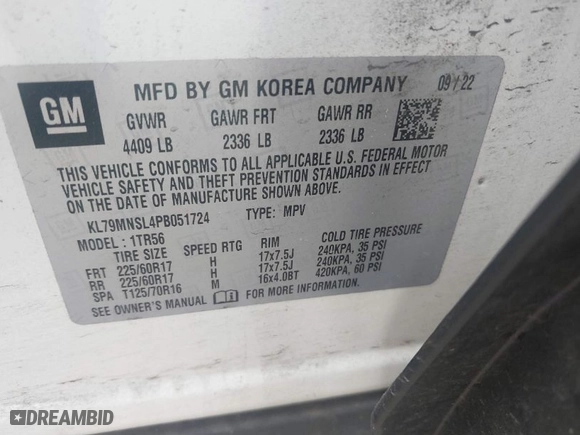 GM
MFD BY GM KOREA COMPANY 09/22
GVWR GAWR FRT GAWR RR
4409 LB 2336 LB 2336 LB
THIS VEHICLE CONFORMS TO ALL APPLICABLE U.S. FEDERAL MOTOR
VEHICLE SAFETY AND THEFT PREVENTION STANDARDS IN EFFECT
ON THE DATE OF MANUFACTURE SHOWN ABOVE.
KL79MNSL4PB051724 TYPE: MPV
MODEL: 1TR56
TIRE SIZE SPEED RTG RIM COLD TIRE PRESSURE
FRT 225/60R17 H 17x7.5J 240KPA, 35 PSI
RR 225/60R17 H 17x7.5J 240KPA, 35 PSI
SPA T125/70R16 M 16x4.0BT 420KPA, 60 PSI
SEE OWNER'S MANUAL FOR MORE INFORMATION.
DREAMBID